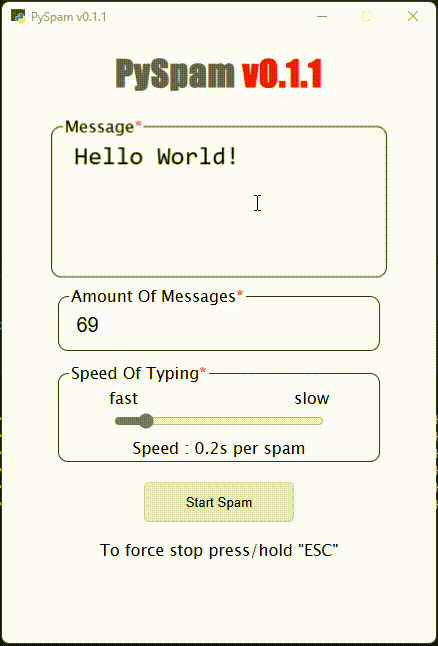 PySpam v0.1.1
PySpam v0.1.1
Message*
Hello World!
Amount Of Messages*
69
Speed Of Typing*
fast slow
Speed : 0.2s per spam
Start Spam
To force stop press/hold "ESC"